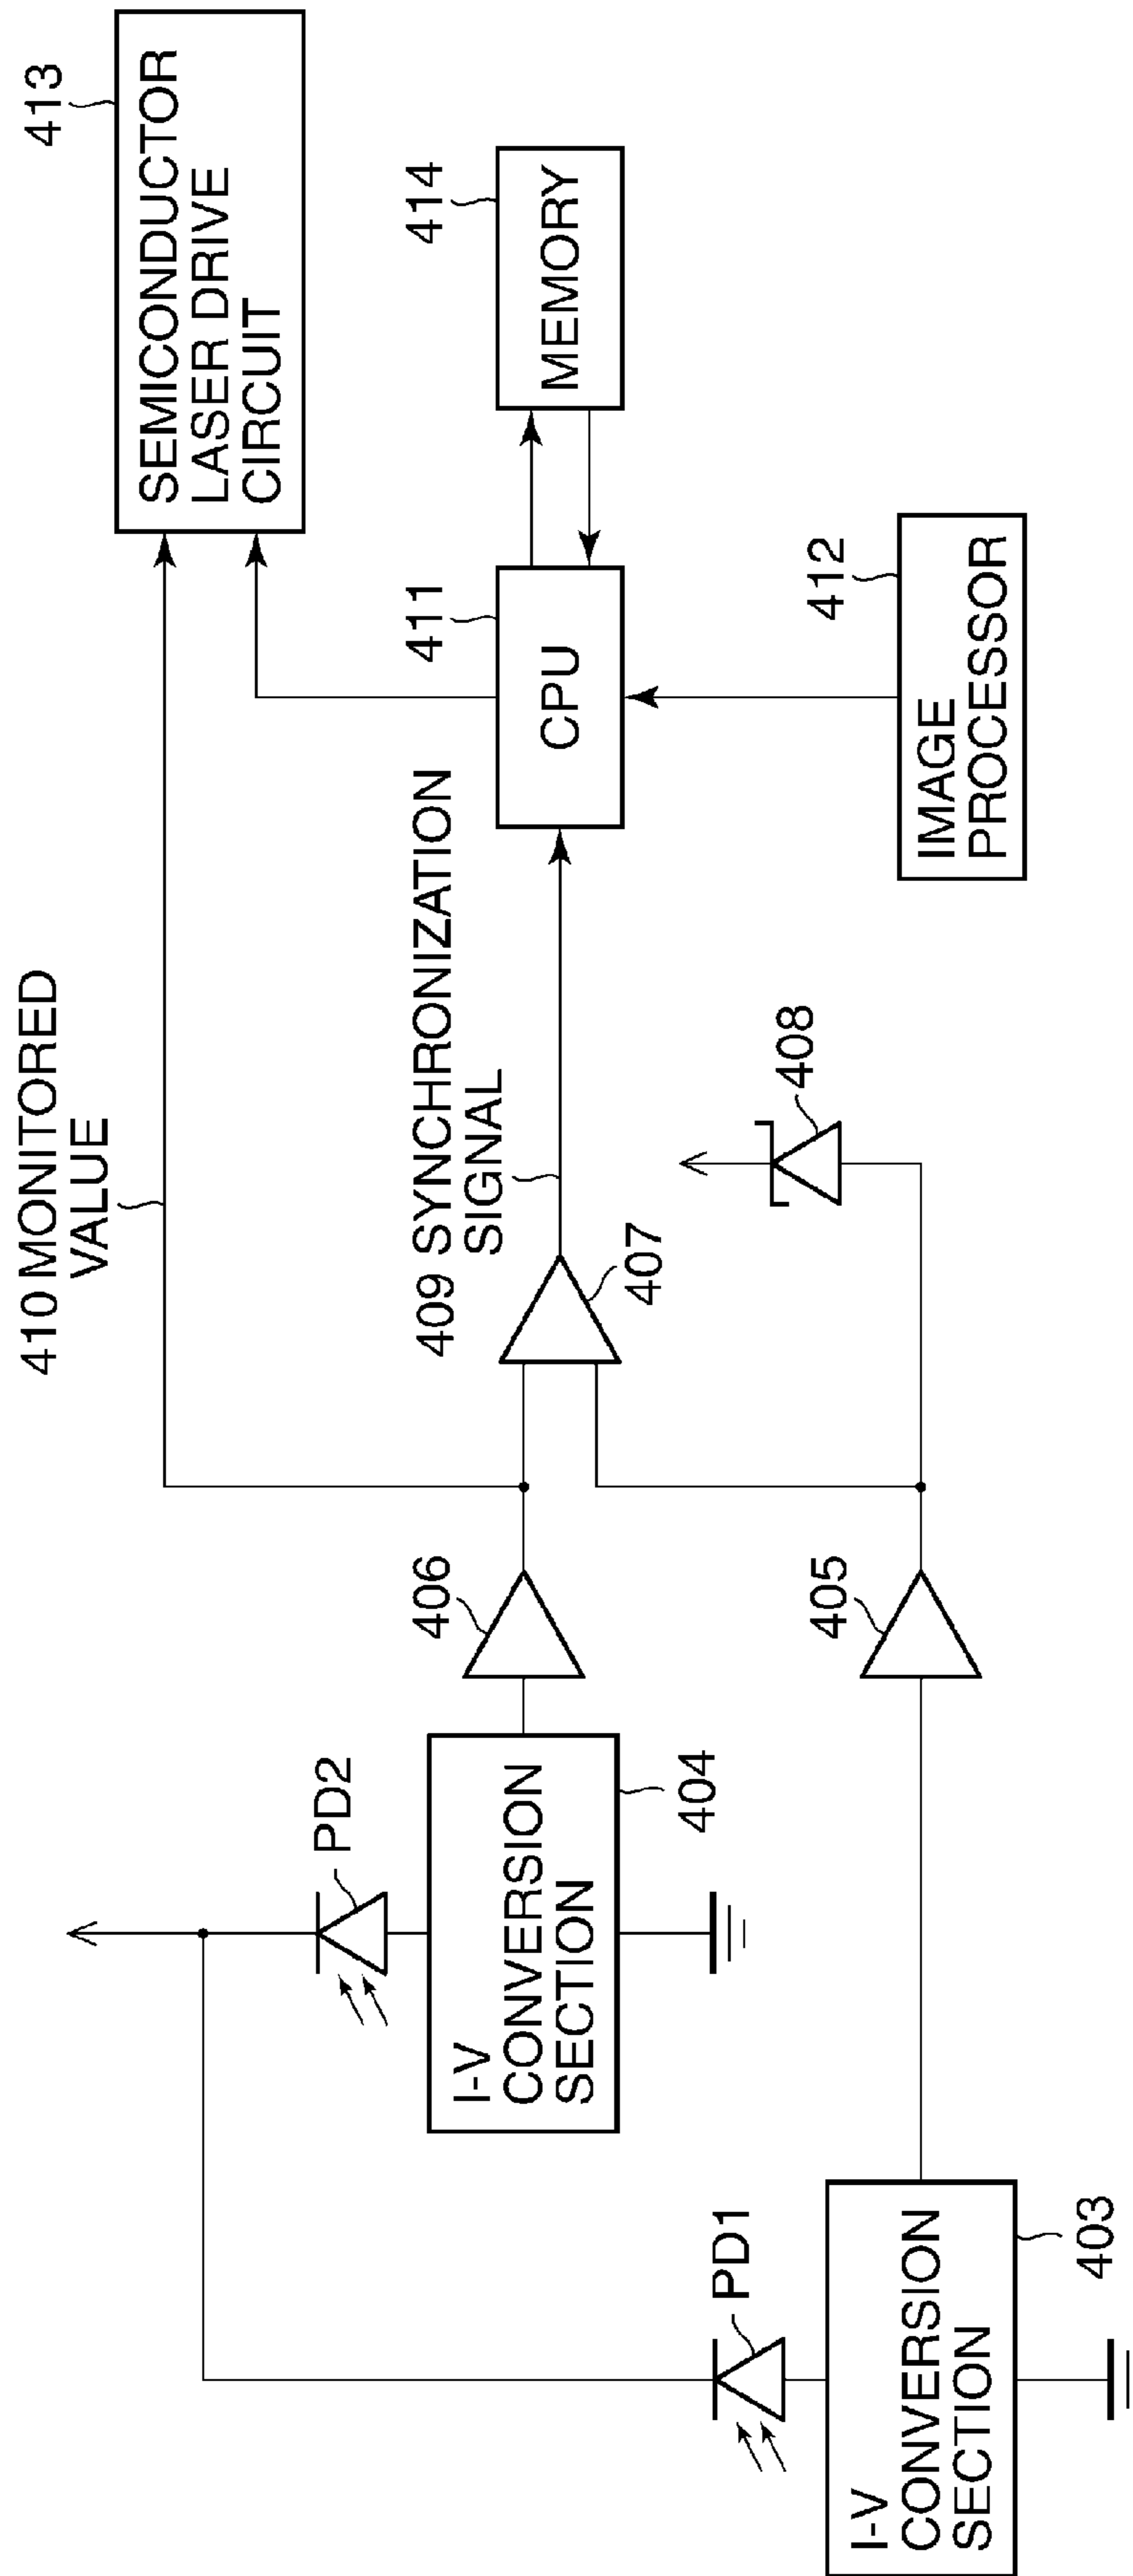 410 MONITORED
VALUE
413
SEMICONDUCTOR
LASER DRIVE
CIRCUIT
PD2
I-V
CONVERSION
SECTION
404
406
409 SYNCHRONIZATION
SIGNAL
407
411
CPU
414
MEMORY
PD1
I-V
CONVERSION
SECTION
403
405
408
412
IMAGE
PROCESSOR